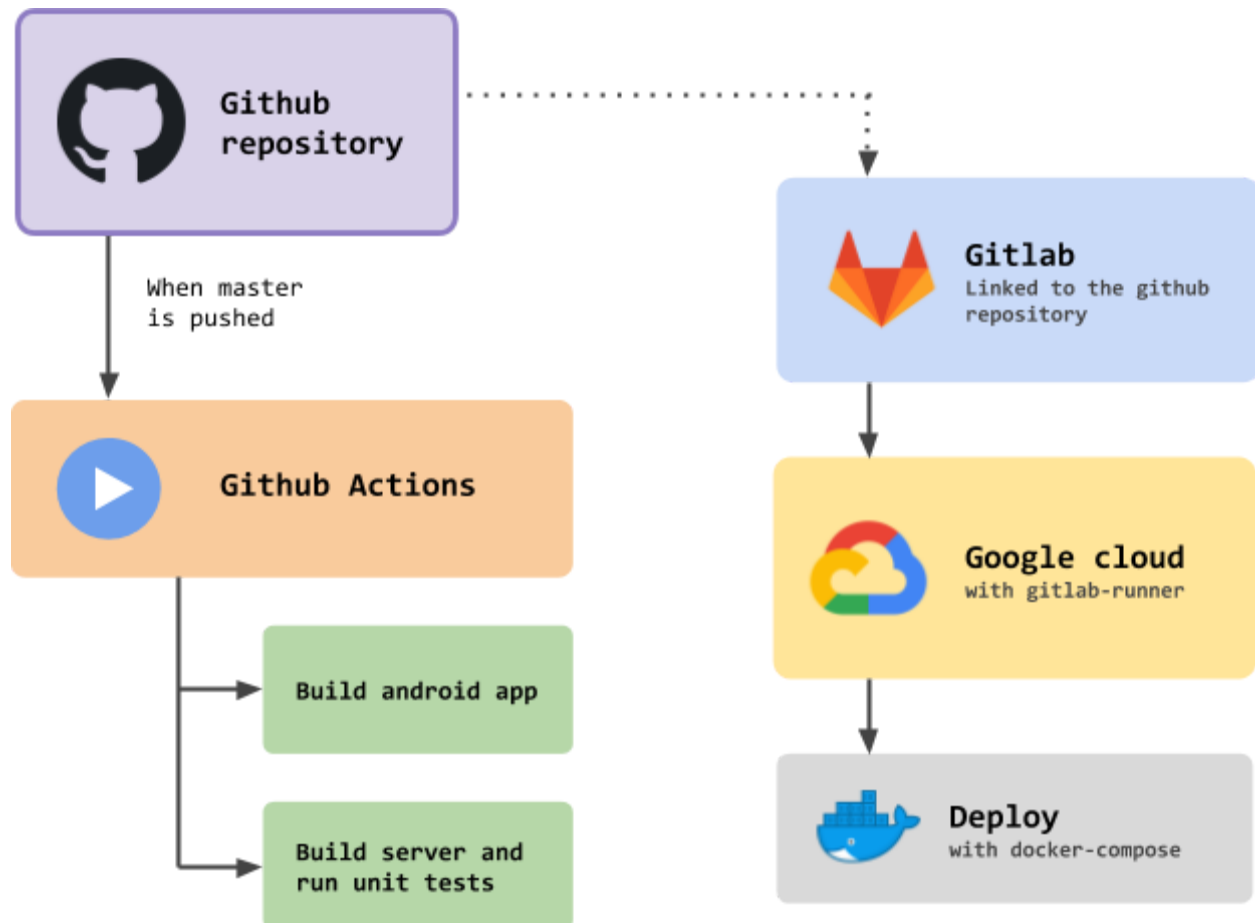 Github
repository
When master
is pushed
Github Actions
Build android app
Build server and
run unit tests
Gitlab
Linked to the github
repository
Google cloud
with gitlab-runner
Deploy
with docker-compose